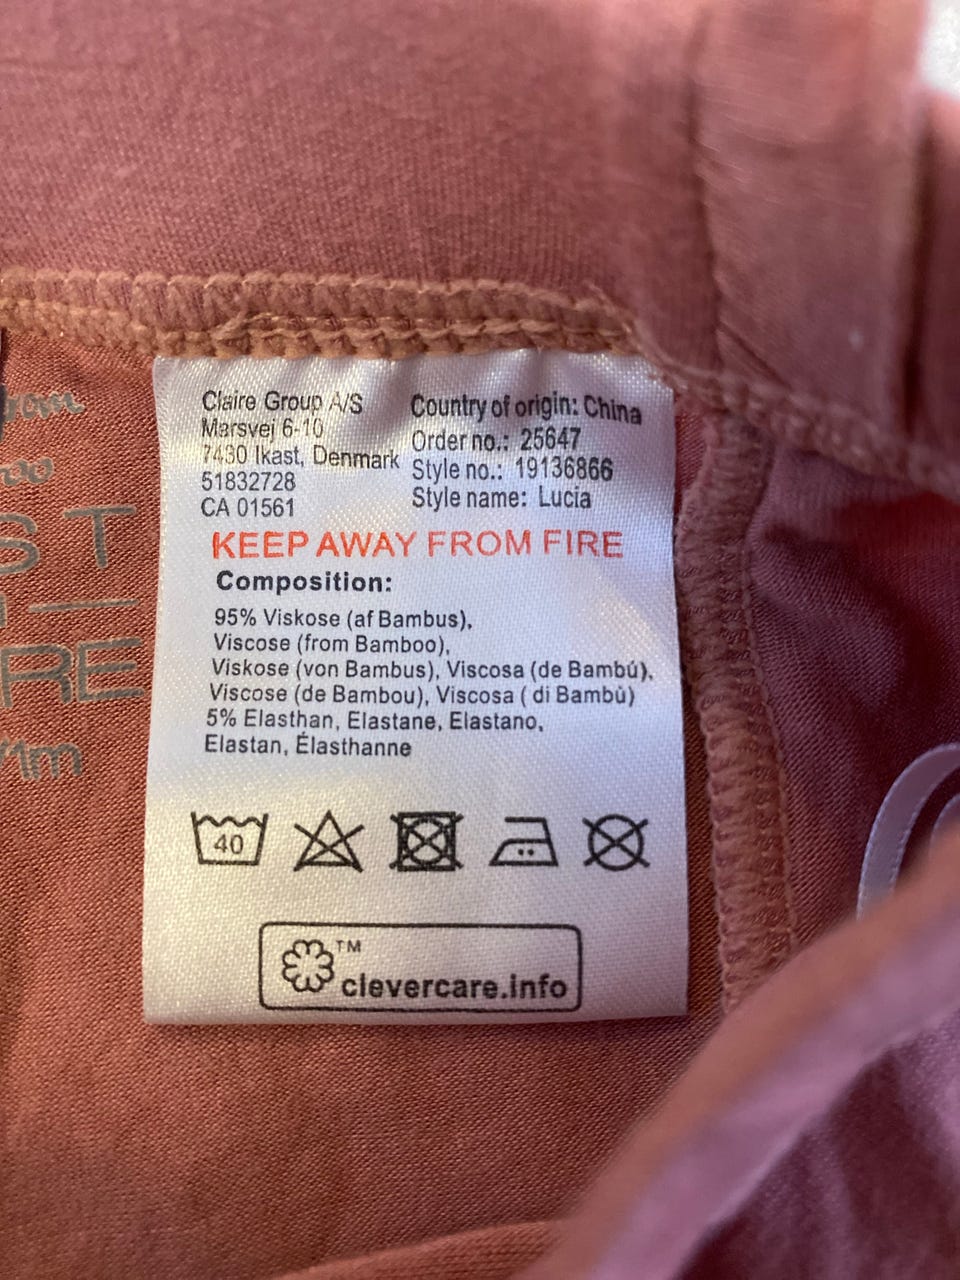 Claire Group A/S
Marsvej 6-10
7430 Ikast, Denmark
51832728
CA 01561
Country of origin: China
Order no.: 25647
Style no.: 19136866
Style name: Lucia
KEEP AWAY FROM FIRE
Composition:
95% Viskose (af Bambus),
Viscose (from Bamboo),
Viskose (von Bambus), Viscosa (de Bambú),
Viscose (de Bambou), Viscosa ( di Bambù)
5% Elasthan, Elastane, Elastano,
Elastan, Élasthanne
40
TM
clevercare.info